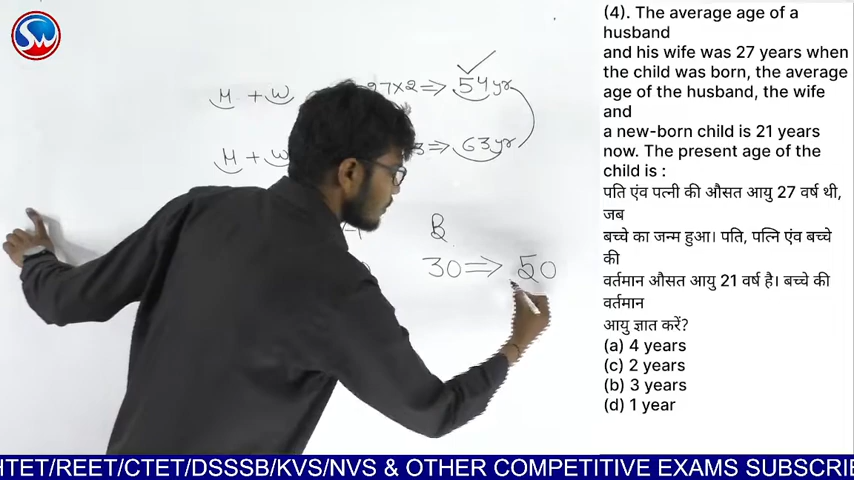 SW
(4). The average age of a
husband
and his wife was 27 years when
the child was born, the average
age of the husband, the wife
and
a new-born child is 21 years
now. The present age of the
child is :
पति एंव पत्नी की औसत आयु 27 वर्ष थी,
जब
बच्चे का जन्म हुआ। पति, पत्नि एंव बच्चे
की
वर्तमान औसत आयु 21 वर्ष है। बच्चे की
वर्तमान
आयु ज्ञात करें?
(a) 4 years
(c) 2 years
(b) 3 years
(d) 1 year
H + W 27×2 ⇒ 54yr
H + W 3 ⇒ 63yr
B
30 ⇒ 50
HTET/REET/CTET/DSSSB/KVS/NVS & OTHER COMPETITIVE EXAMS SUBSCRIBE